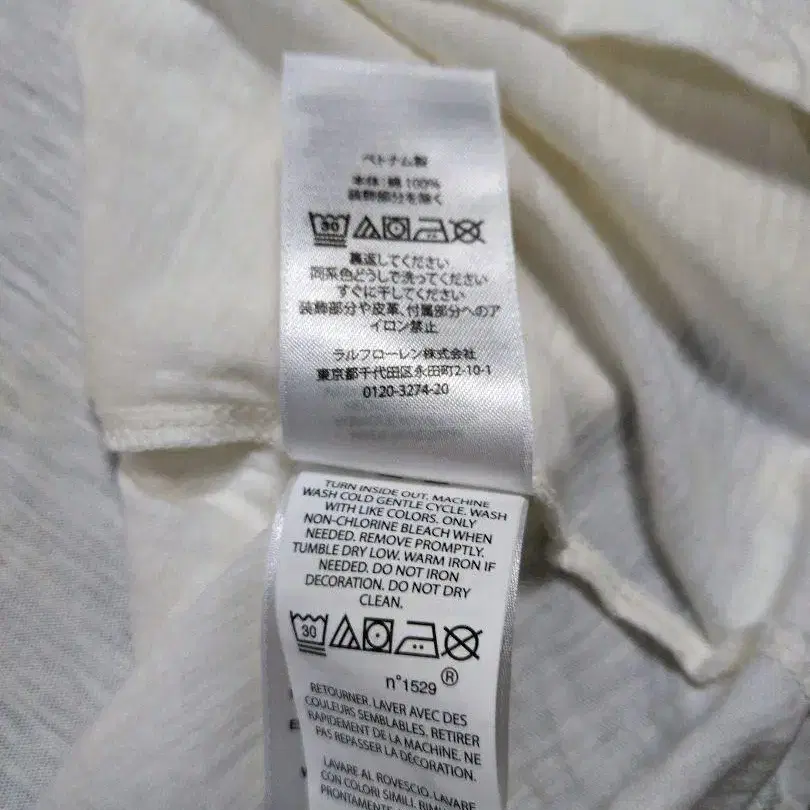 ベトナム製
本体:綿 100%
装飾部分を除く
30
裏返してください
同系色どうしで洗ってください
すぐに干してください
装飾部分や皮革、付属部分へのア
イロン禁止
ラルフローレン株式会社
東京都千代田区永田町2-10-1
0120-3274-20
TURN INSIDE OUT. MACHINE
WASH COLD GENTLE CYCLE. WASH
WITH LIKE COLORS. ONLY
NON-CHLORINE BLEACH WHEN
NEEDED. REMOVE PROMPTLY.
TUMBLE DRY LOW. WARM IRON IF
NEEDED. DO NOT IRON
DECORATION. DO NOT DRY
CLEAN.
30
®
n°1529
RETOURNER. LAVER AVEC DES
COULEURS SEMBLABLES. RETIRER
RAPIDEMENT DE LA MACHINE. NE
PAS REPASSER LA DÉCORATION.
LAVARE AL ROVESCIO. LAVARE
CON COLORI SIMILI.
PRONTAMENTE